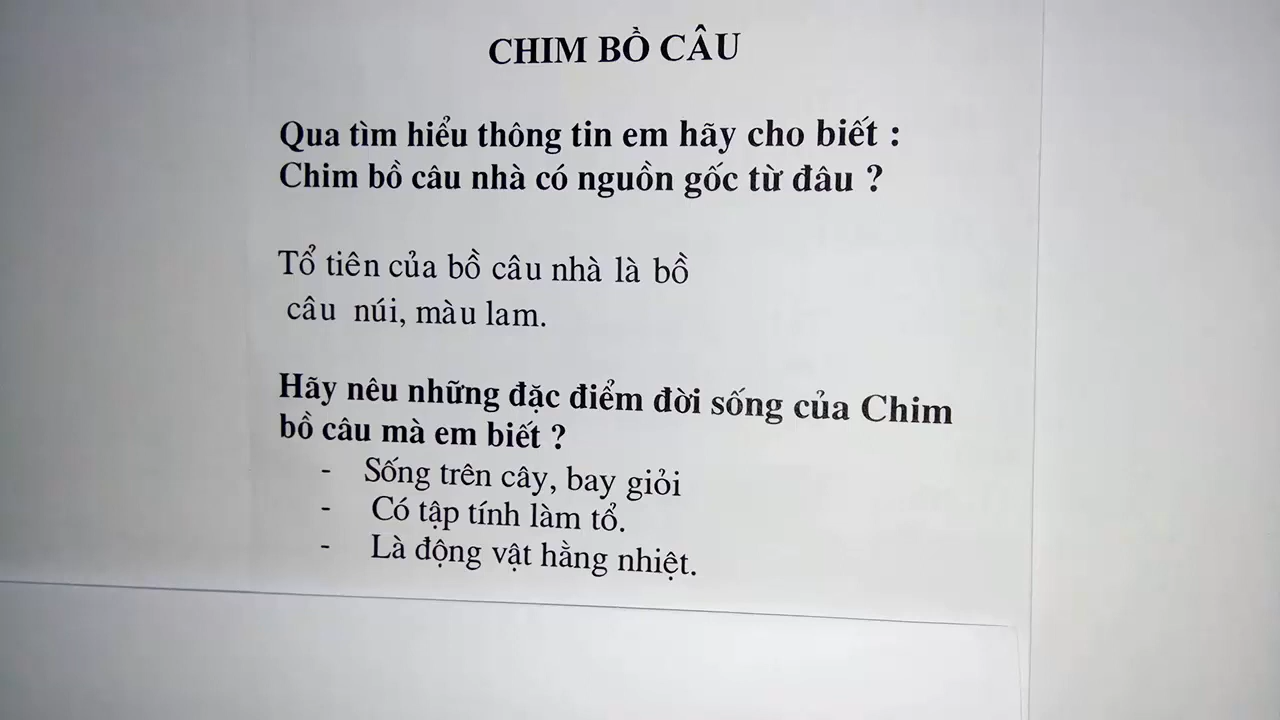 CHIM BỒ CÂU
Qua tìm hiểu thông tin em hãy cho biết :
Chim bồ câu nhà có nguồn gốc từ đâu ?
Tổ tiên của bồ câu nhà là bồ
câu núi, màu lam.
Hãy nêu những đặc điểm đời sống của Chim
bồ câu mà em biết ?
- Sống trên cây, bay giỏi
- Có tập tính làm tổ.
- Là động vật hằng nhiệt.